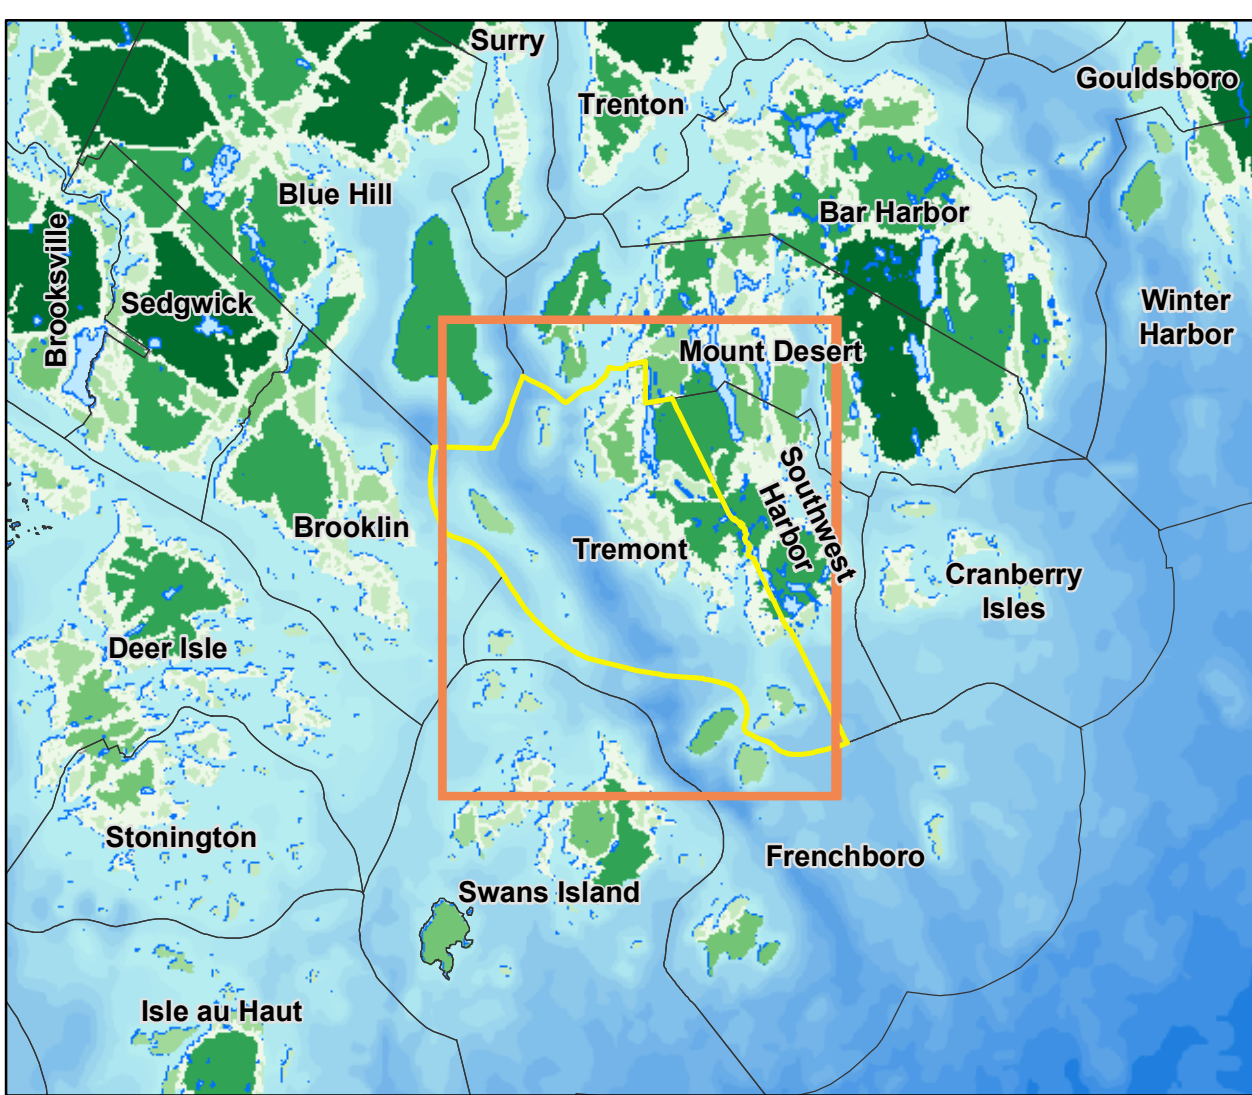 Surry
Gouldsboro
Trenton
Blue Hill
Bar Harbor
Brooksville
Sedgwick
Winter
Harbor
Mount Desert
Southwest
Harbor
Brooklin
Tremont
Cranberry
Isles
Deer Isle
Stonington
Frenchboro
Swans Island
Isle au Haut